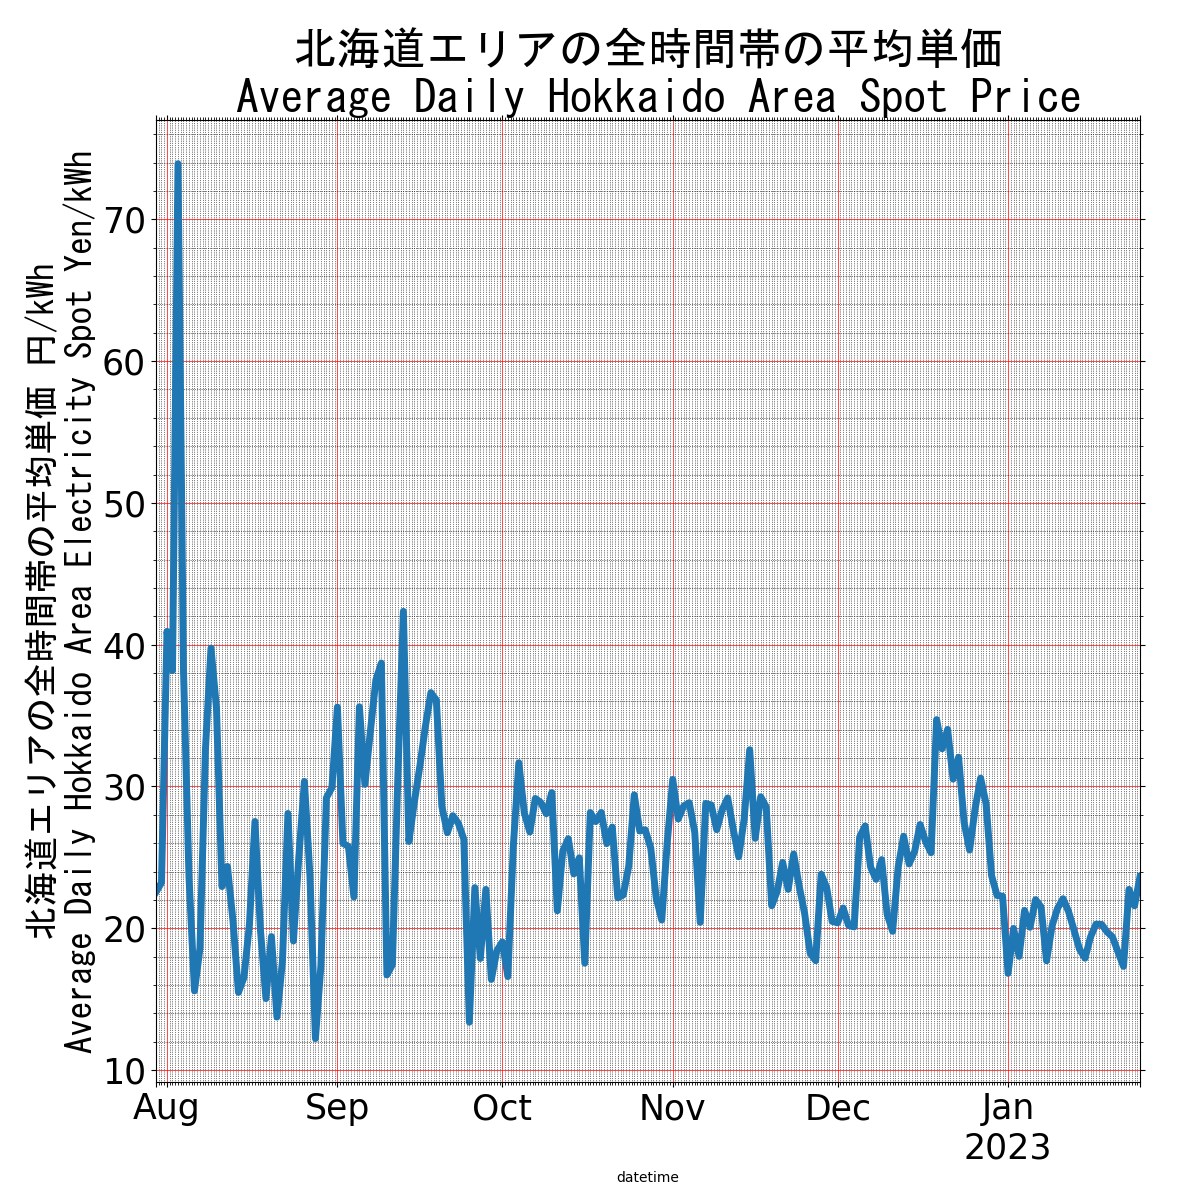 北海道エリアの全時間帯の平均単価
Average Daily Hokkaido Area Spot Price
北海道エリアの全時間帯の平均単価 円/kWh
Average Daily Hokkaido Area Electricity Spot Yen/kWh
70
60
50
40
30
20
10
Aug Sep Oct Nov Dec Jan
2023
datetime